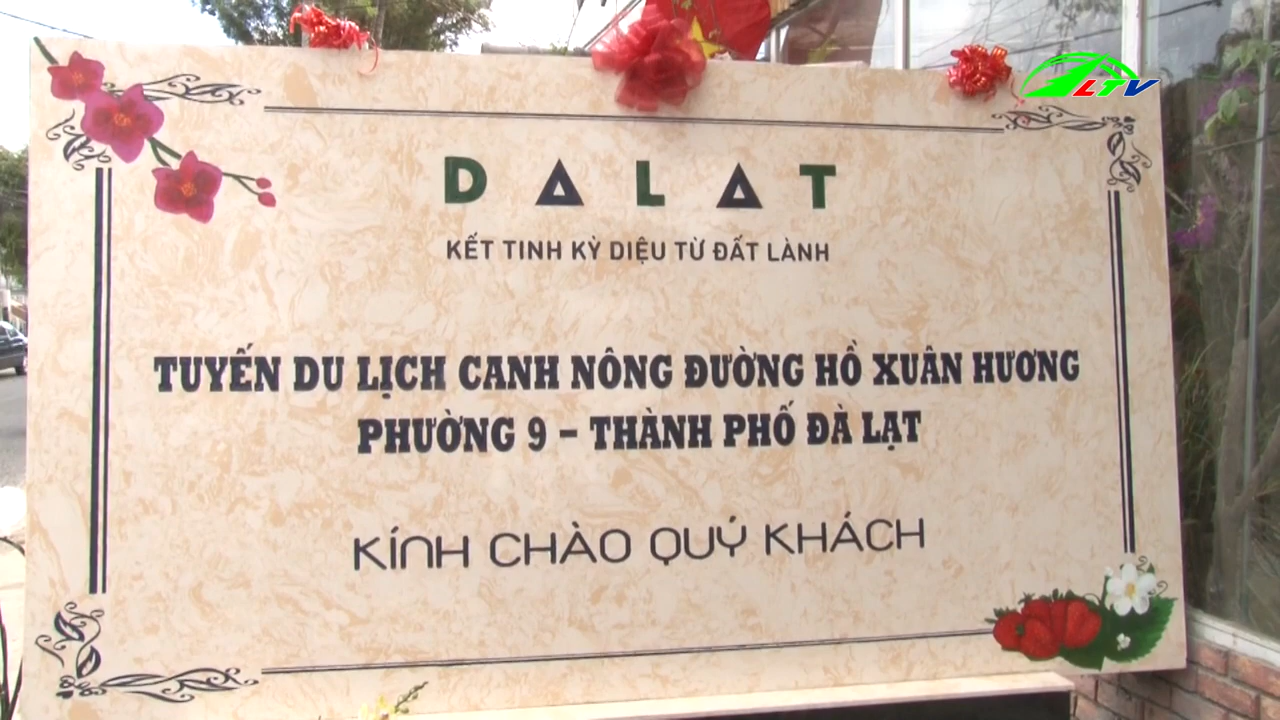 LTV
DALAT
KẾT TINH KỲ DIỆU TỪ ĐẤT LÀNH
TUYẾN DU LỊCH CANH NÔNG ĐƯỜNG HỒ XUÂN HƯƠNG
PHƯỜNG 9 – THÀNH PHỐ ĐÀ LẠT
KÍNH CHÀO QUÝ KHÁCH